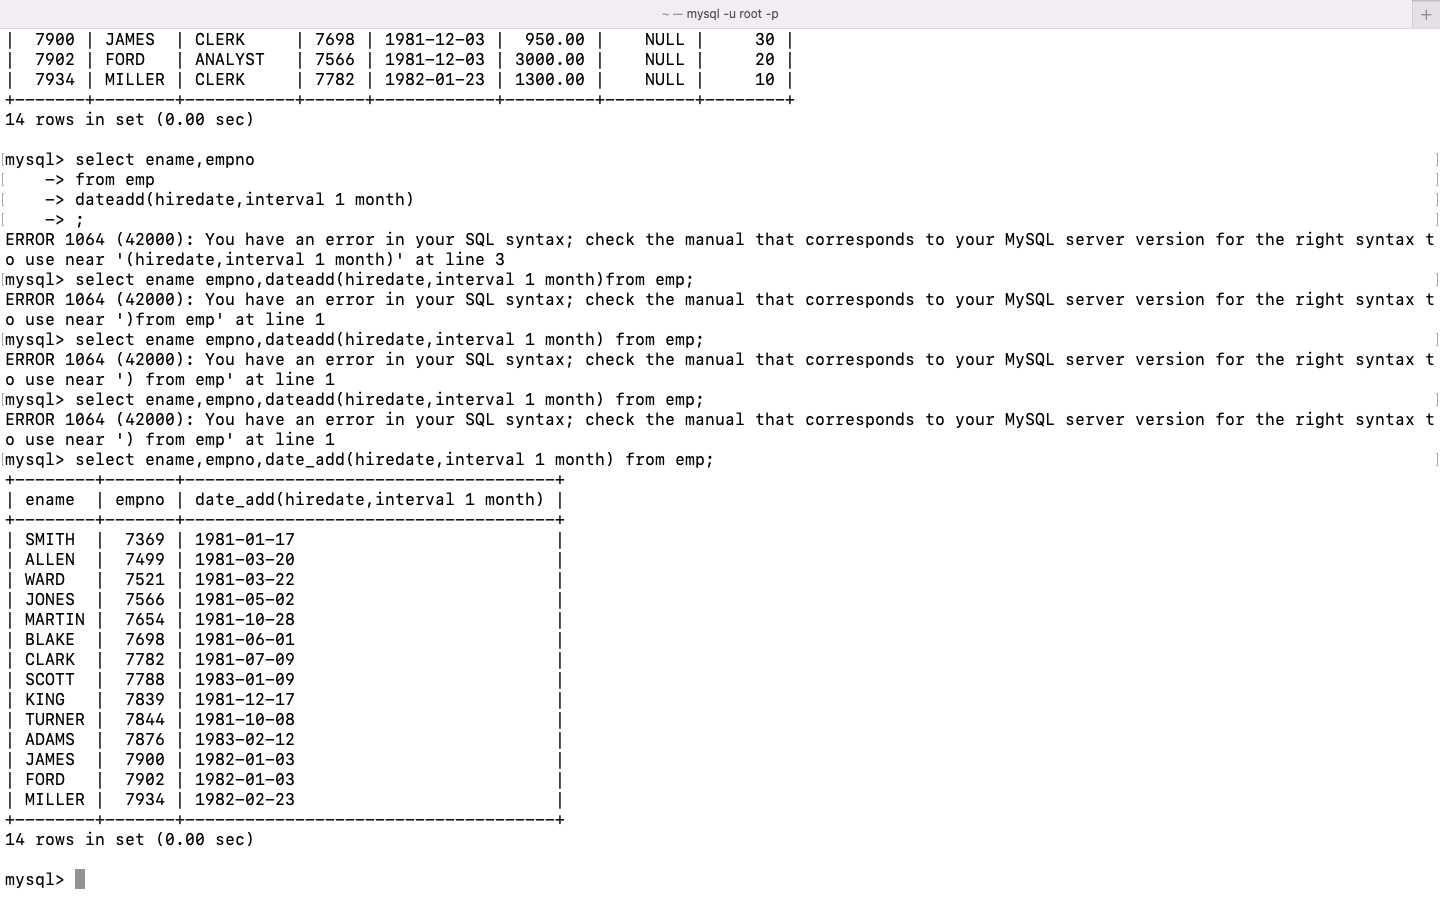 ~ — mysql -u root -p
+
|  7900 | JAMES  | CLERK     | 7698 | 1981-12-03 |  950.00 |    NULL |     30 |
|  7902 | FORD   | ANALYST   | 7566 | 1981-12-03 | 3000.00 |    NULL |     20 |
|  7934 | MILLER | CLERK     | 7782 | 1982-01-23 | 1300.00 |    NULL |     10 |
+-------+--------+-----------+------+------------+---------+---------+--------+
14 rows in set (0.00 sec)
mysql> select ename,empno
    -> from emp
    -> dateadd(hiredate,interval 1 month)
    -> ;
ERROR 1064 (42000): You have an error in your SQL syntax; check the manual that corresponds to your MySQL server version for the right syntax t
o use near '(hiredate,interval 1 month)' at line 3
mysql> select ename empno,dateadd(hiredate,interval 1 month)from emp;
ERROR 1064 (42000): You have an error in your SQL syntax; check the manual that corresponds to your MySQL server version for the right syntax t
o use near ')from emp' at line 1
mysql> select ename empno,dateadd(hiredate,interval 1 month) from emp;
ERROR 1064 (42000): You have an error in your SQL syntax; check the manual that corresponds to your MySQL server version for the right syntax t
o use near ') from emp' at line 1
mysql> select ename,empno,dateadd(hiredate,interval 1 month) from emp;
ERROR 1064 (42000): You have an error in your SQL syntax; check the manual that corresponds to your MySQL server version for the right syntax t
o use near ') from emp' at line 1
mysql> select ename,empno,date_add(hiredate,interval 1 month) from emp;
+--------+-------+-------------------------------------+
| ename  | empno | date_add(hiredate,interval 1 month) |
+--------+-------+-------------------------------------+
| SMITH  |  7369 | 1981-01-17                          |
| ALLEN  |  7499 | 1981-03-20                          |
| WARD   |  7521 | 1981-03-22                          |
| JONES  |  7566 | 1981-05-02                          |
| MARTIN |  7654 | 1981-10-28                          |
| BLAKE  |  7698 | 1981-06-01                          |
| CLARK  |  7782 | 1981-07-09                          |
| SCOTT  |  7788 | 1983-01-09                          |
| KING   |  7839 | 1981-12-17                          |
| TURNER |  7844 | 1981-10-08                          |
| ADAMS  |  7876 | 1983-02-12                          |
| JAMES  |  7900 | 1982-01-03                          |
| FORD   |  7902 | 1982-01-03                          |
| MILLER |  7934 | 1982-02-23                          |
+--------+-------+-------------------------------------+
14 rows in set (0.00 sec)
mysql>